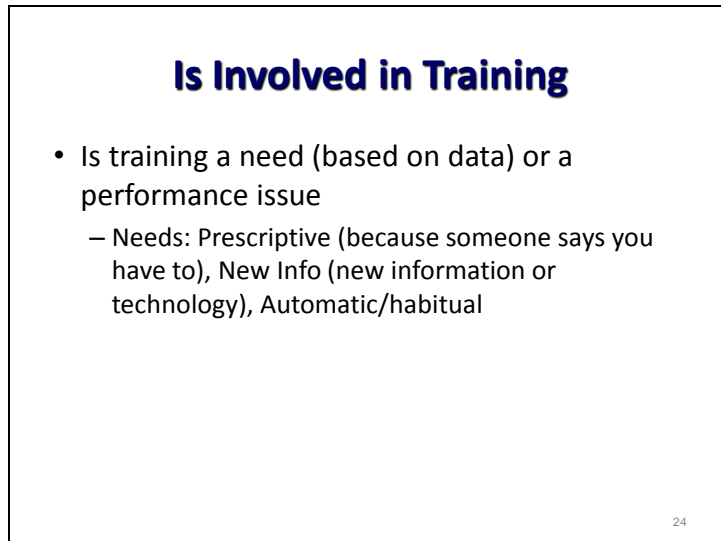 Is Involved in Training
• Is training a need (based on data) or a
performance issue
– Needs: Prescriptive (because someone says you
have to), New Info (new information or
technology), Automatic/habitual
24